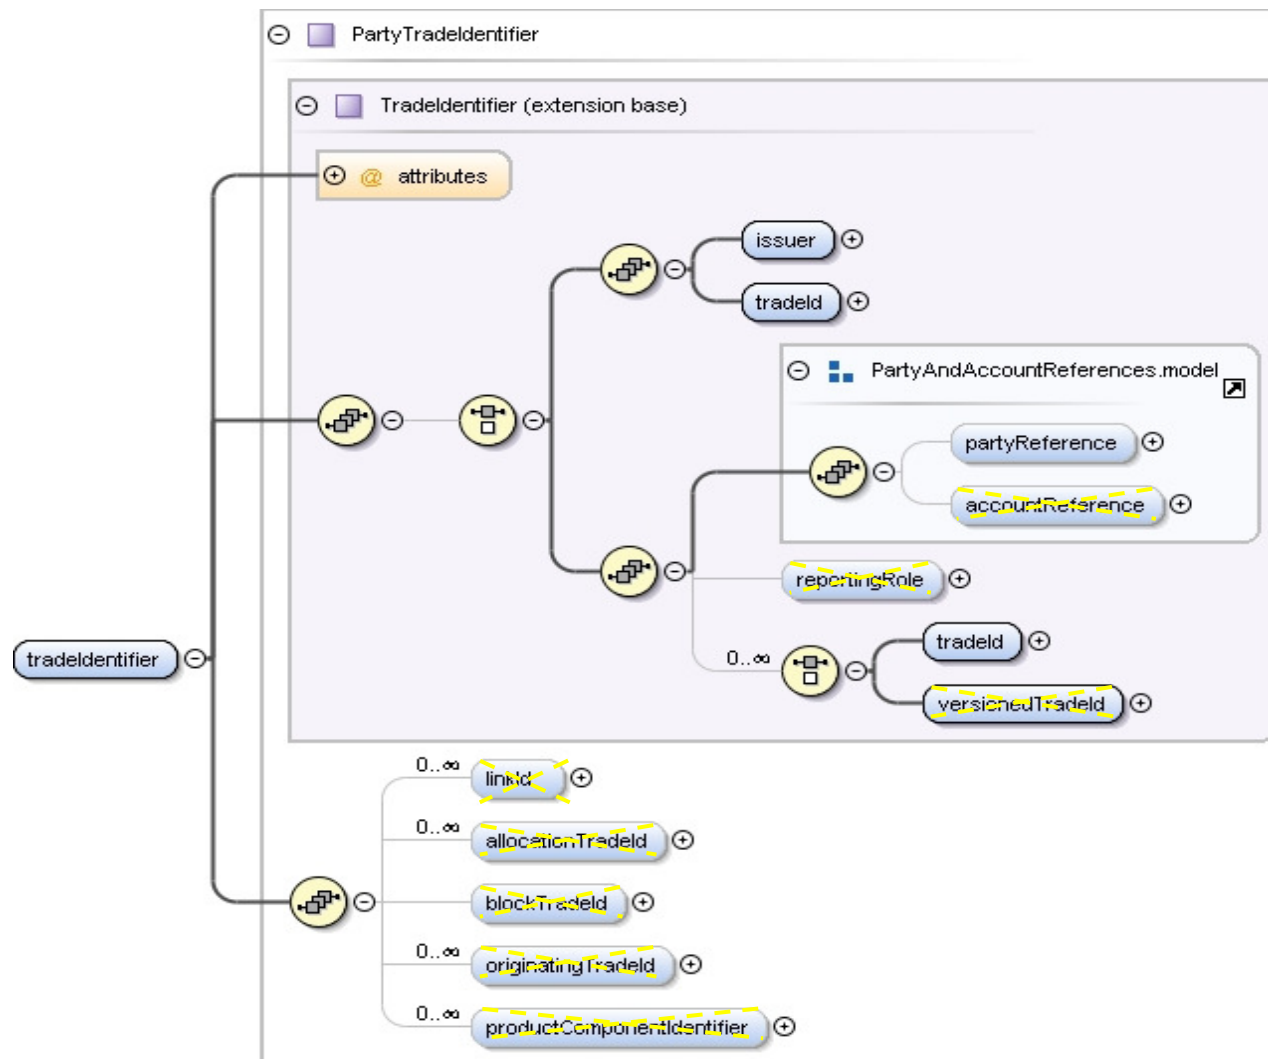 PartyTradeIdentifier
TradeIdentifier (extension base)
@ attributes
issuer
tradeId
PartyAndAccountReferences.model
partyReference
accountReference
reportingRole
tradeIdentifier
0..∞
tradeId
versionedTradeId
0..∞
linkId
0..∞
allocationTradeId
blockTradeId
0..∞
originatingTradeId
0..∞
productComponentIdentifier